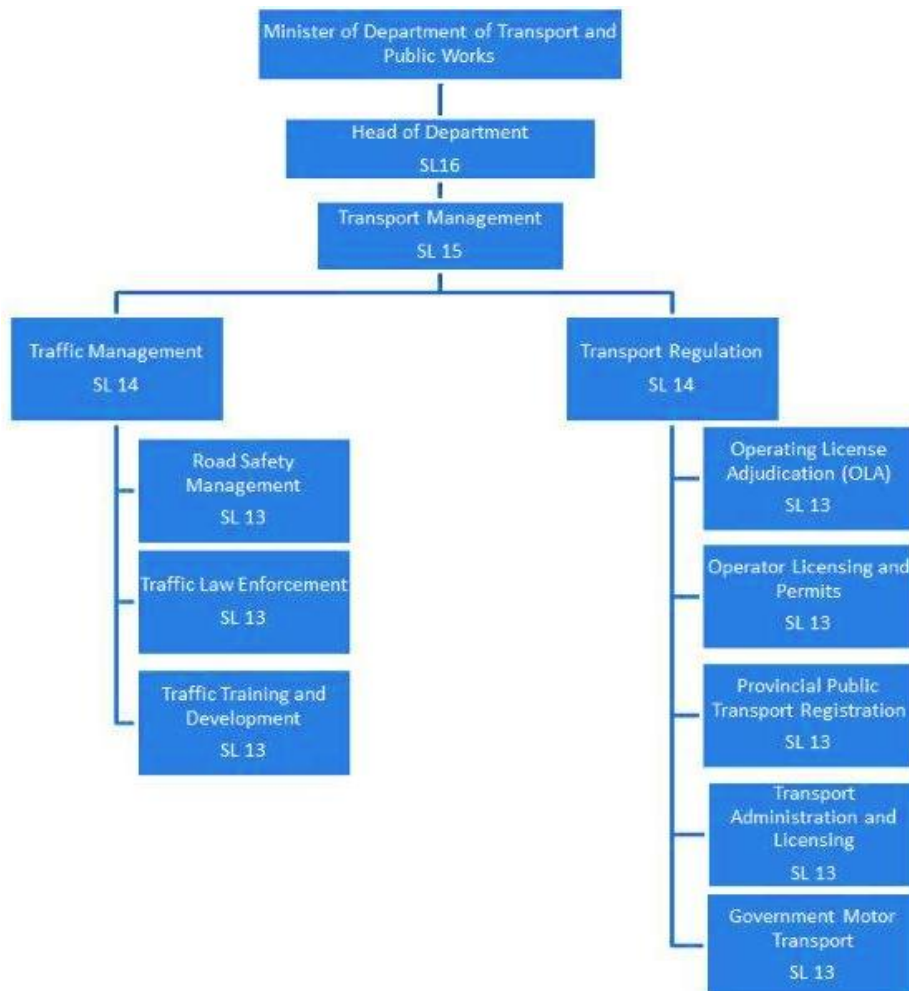 Minister of Department of Transport and
Public Works
Head of Department
SL16
Transport Management
SL 15
Traffic Management
SL 14
Transport Regulation
SL 14
Road Safety
Management
SL 13
Traffic Law Enforcement
SL 13
Traffic Training and
Development
SL 13
Operating License
Adjudication (OLA)
SL 13
Operator Licensing and
Permits
SL 13
Provincial Public
Transport Registration
SL 13
Transport
Administration and
Licensing
SL 13
Government Motor
Transport
SL 13